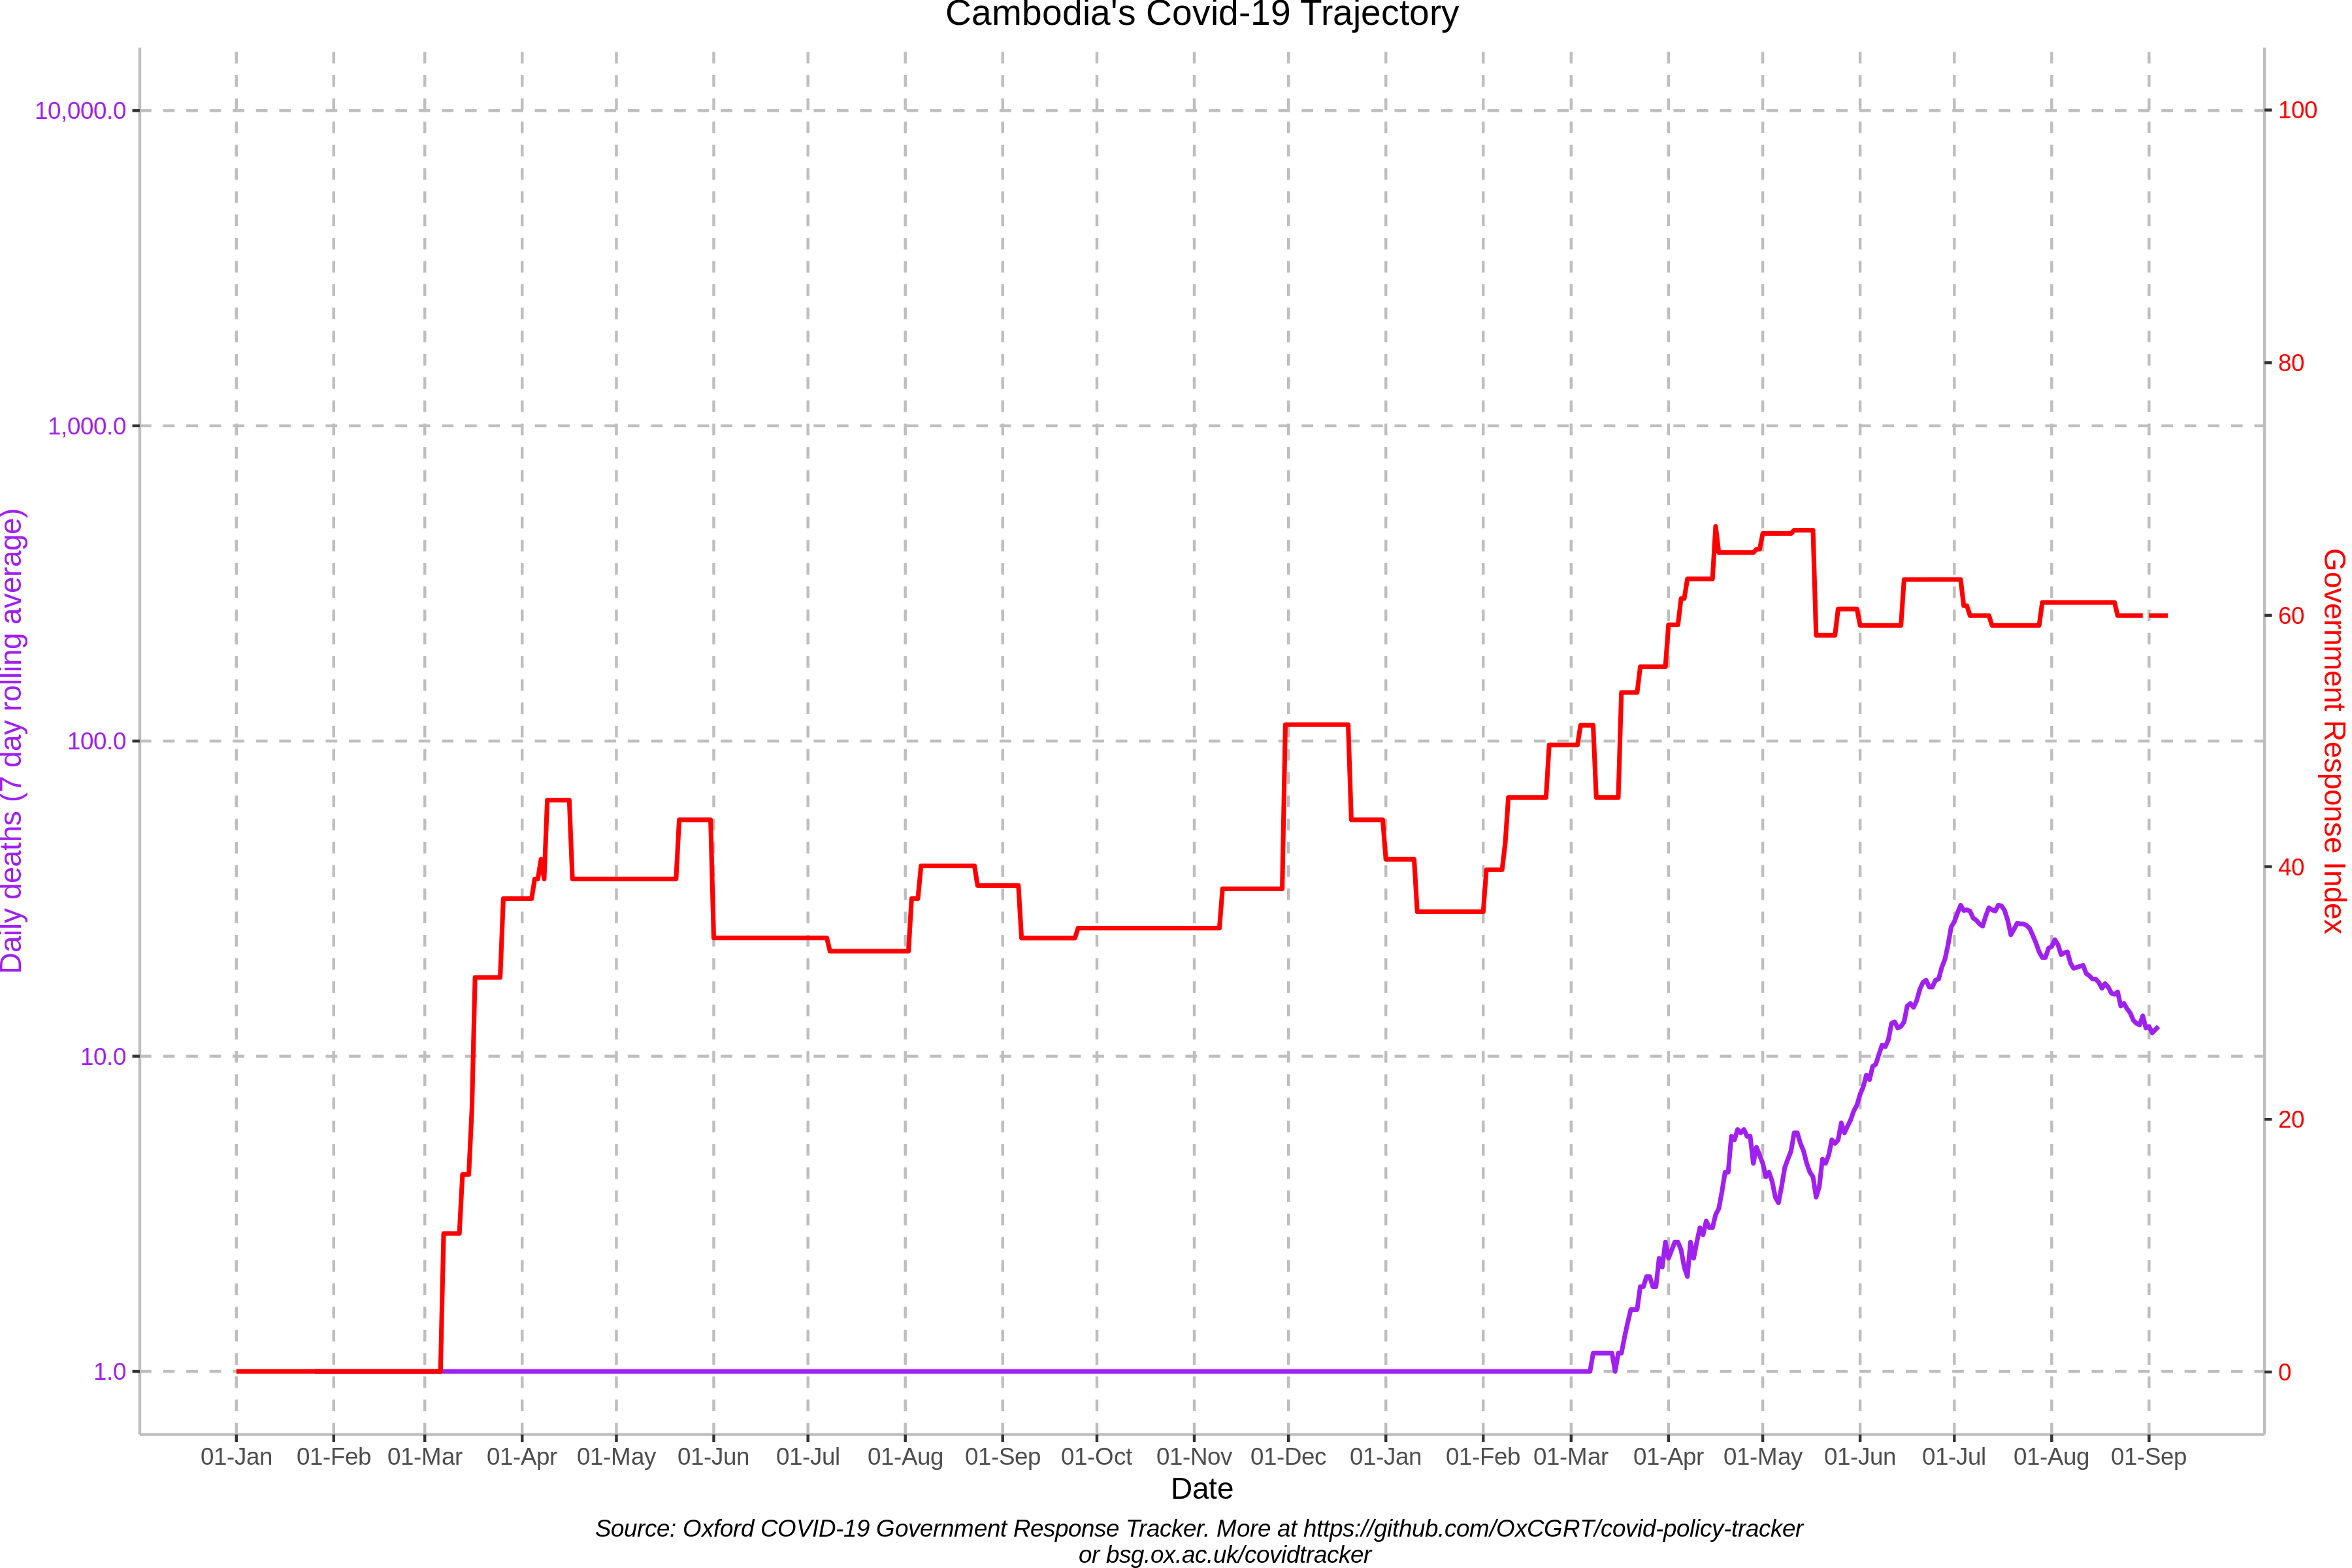 Cambodia's Covid-19 Trajectory
10,000.0
1,000.0
100.0
10.0
1.0
Daily deaths (7 day rolling average)
100
80
60
40
20
0
Government Response Index
01-Jan 01-Feb 01-Mar 01-Apr 01-May 01-Jun 01-Jul 01-Aug 01-Sep 01-Oct 01-Nov 01-Dec 01-Jan 01-Feb 01-Mar 01-Apr 01-May 01-Jun 01-Jul 01-Aug 01-Sep
Date
Source: Oxford COVID-19 Government Response Tracker. More at https://github.com/OxCGRT/covid-policy-tracker
or bsg.ox.ac.uk/covidtracker